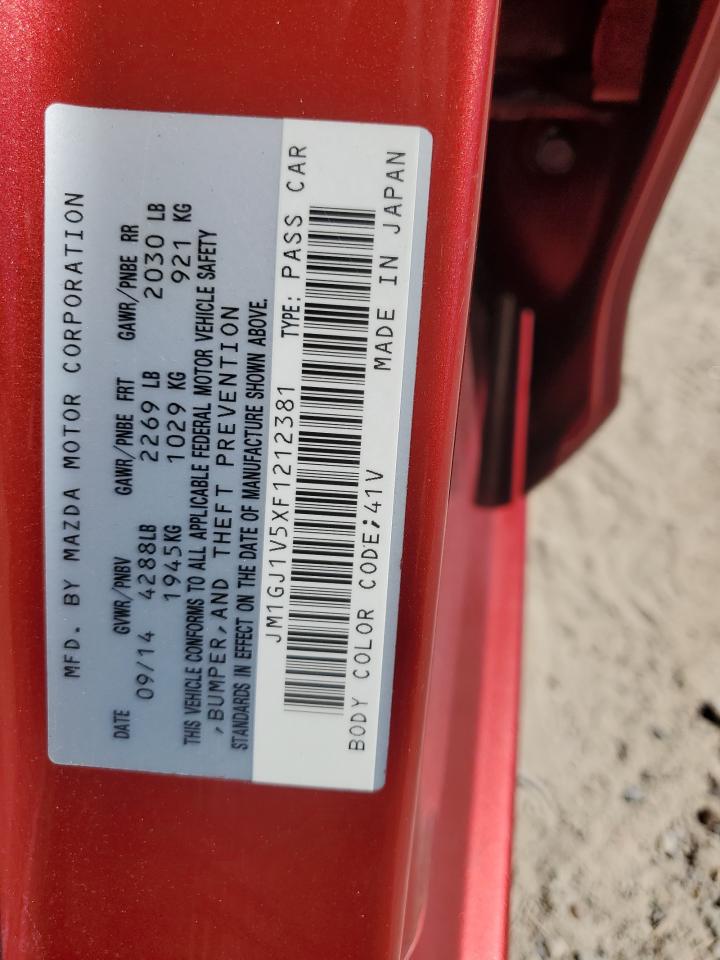 MFD. BY MAZDA MOTOR CORPORATION
DATE GVWR/PNBV GAWR/PNBE FRT GAWR/PNBE RR
09/14 4288LB 2269 LB 2030 LB
1945KG 1029 KG 921 KG
THIS VEHICLE CONFORMS TO ALL APPLICABLE FEDERAL MOTOR VEHICLE SAFETY
,BUMPER, AND THEFT PREVENTION
STANDARDS IN EFFECT ON THE DATE OF MANUFACTURE SHOWN ABOVE.
JM1GJ1V5XF1212381 TYPE: PASS CAR
BODY COLOR CODE;41V MADE IN JAPAN